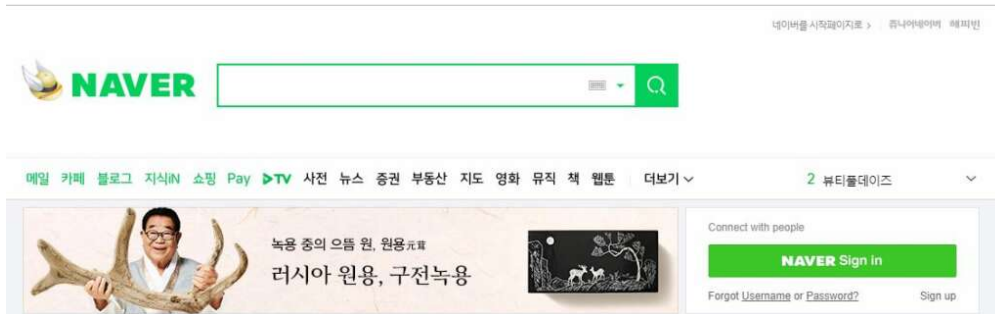 네이버를 시작페이지로 › 쥬니어네이버 해피빈
NAVER
메일 카페 블로그 지식iN 쇼핑 Pay TV 사전 뉴스 증권 부동산 지도 영화 뮤직 책 웹툰 더보기
2 뷰티풀데이즈
녹용 중의 으뜸 원, 원용元茸
러시아 원용, 구전녹용
Connect with people
NAVER Sign in
Forgot Username or Password? Sign up